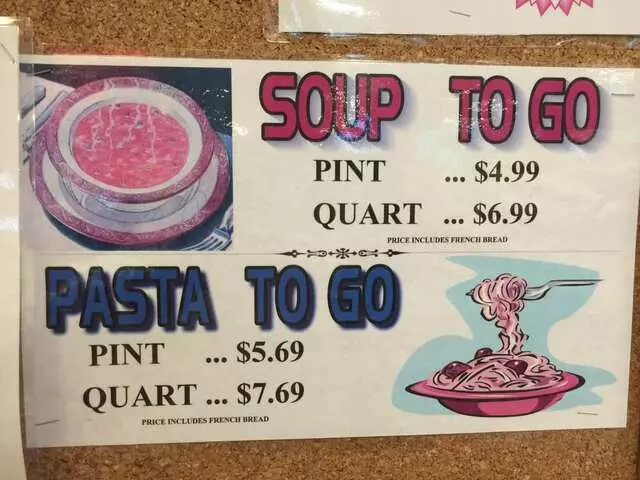 SOUP TO GO
PINT ... $4.99
QUART ... $6.99
PRICE INCLUDES FRENCH BREAD
PASTA TO GO
PINT ... $5.69
QUART ... $7.69
PRICE INCLUDES FRENCH BREAD